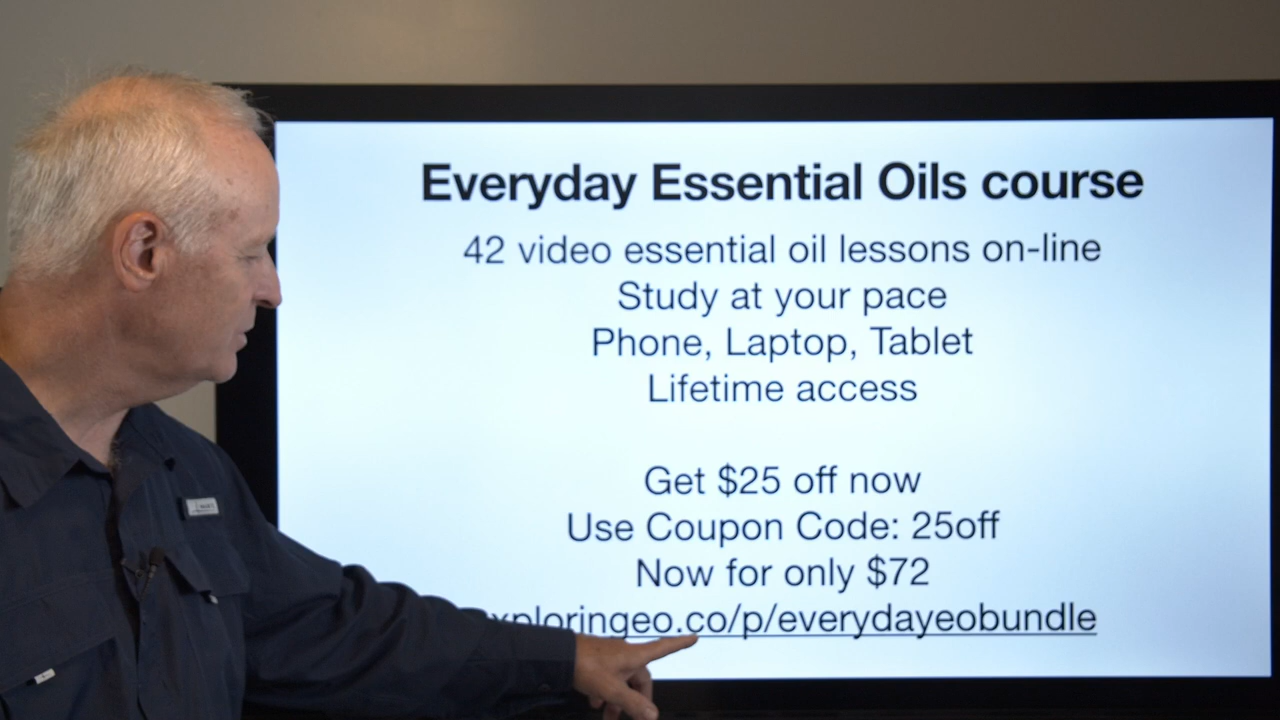 Everyday Essential Oils course
42 video essential oil lessons on-line
Study at your pace
Phone, Laptop, Tablet
Lifetime access
Get $25 off now
Use Coupon Code: 25off
Now for only $72
xploringeo.co/p/everydayeobundle